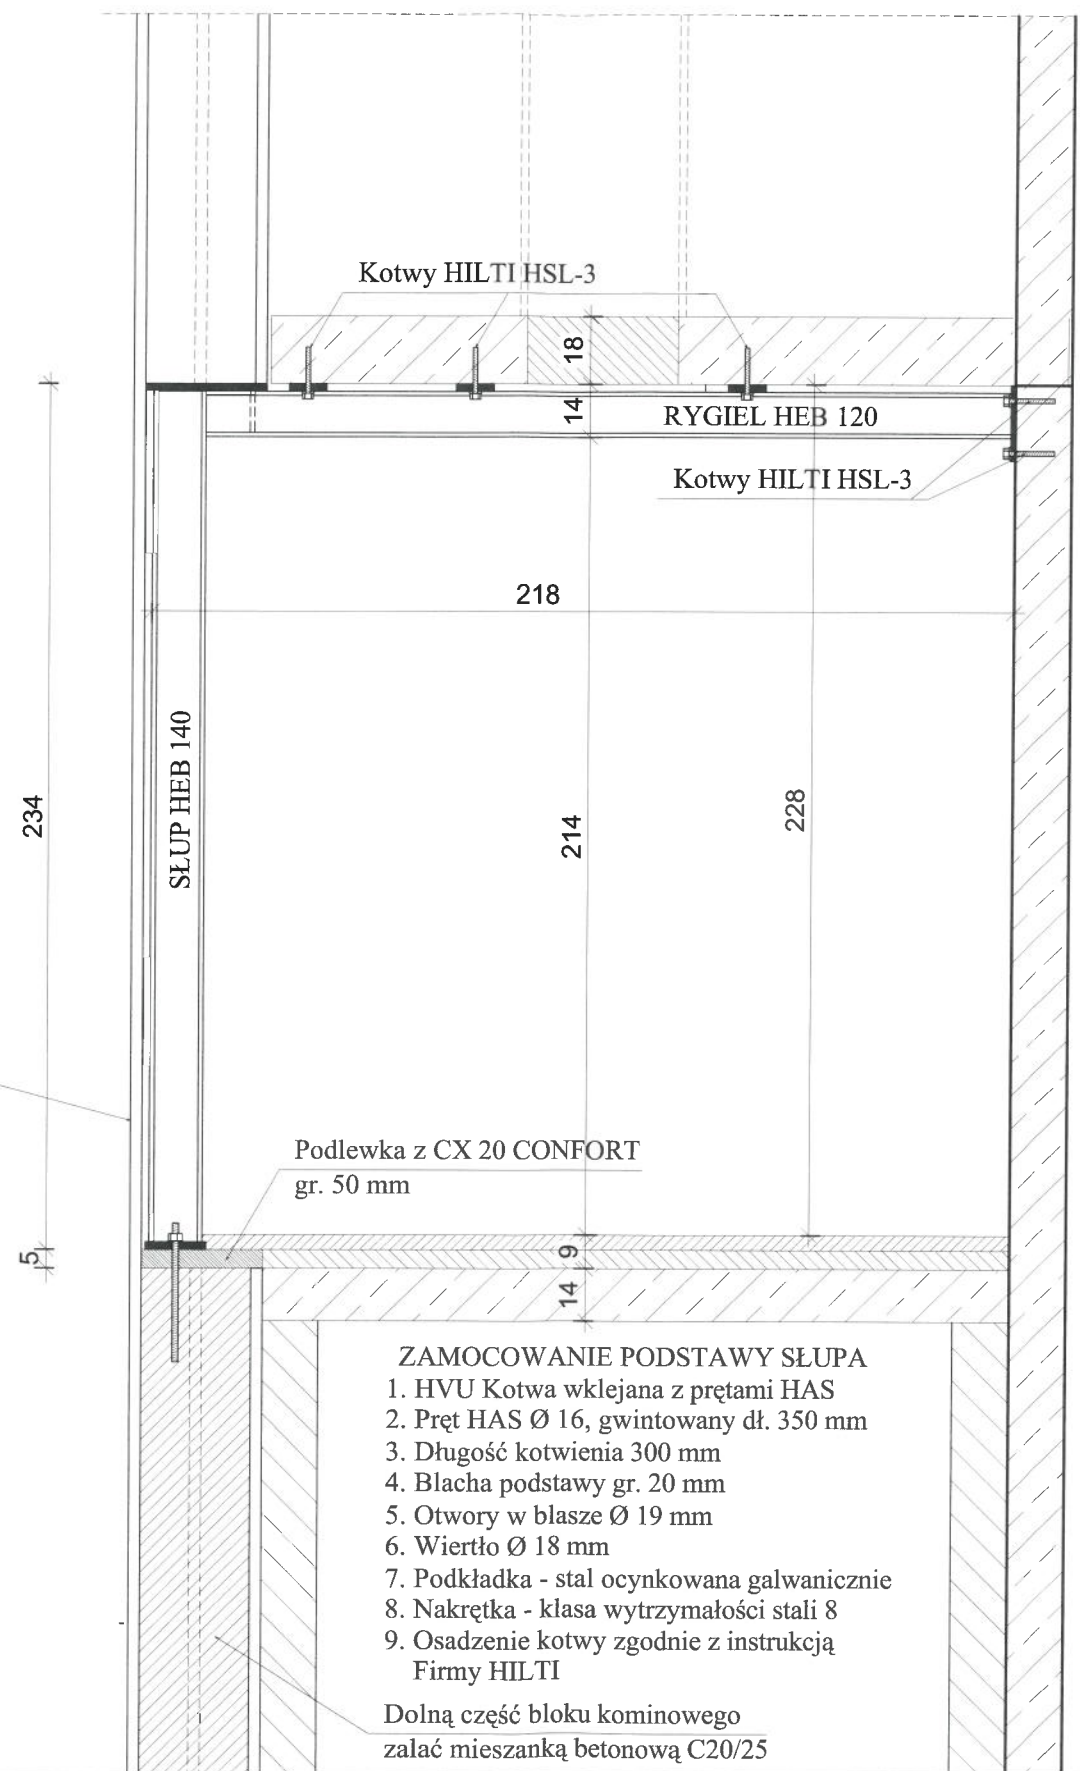 Kotwy HILTI HSL-3
18
14
RYGIEL HEB 120
Kotwy HILTI HSL-3
218
SŁUP HEB 140
234
214
228
Podlewka z CX 20 CONFORT
gr. 50 mm
5
9
14
ZAMOCOWANIE PODSTAWY SŁUPA
1. HVU Kotwa wklejana z prętami HAS
2. Pręt HAS Ø 16, gwintowany dł. 350 mm
3. Długość kotwienia 300 mm
4. Blacha podstawy gr. 20 mm
5. Otwory w blasze Ø 19 mm
6. Wiertło Ø 18 mm
7. Podkładka - stal ocynkowana galwanicznie
8. Nakrętka - klasa wytrzymałości stali 8
9. Osadzenie kotwy zgodnie z instrukcją
Firmy HILTI
Dolną część bloku kominowego
zalać mieszanką betonową C20/25